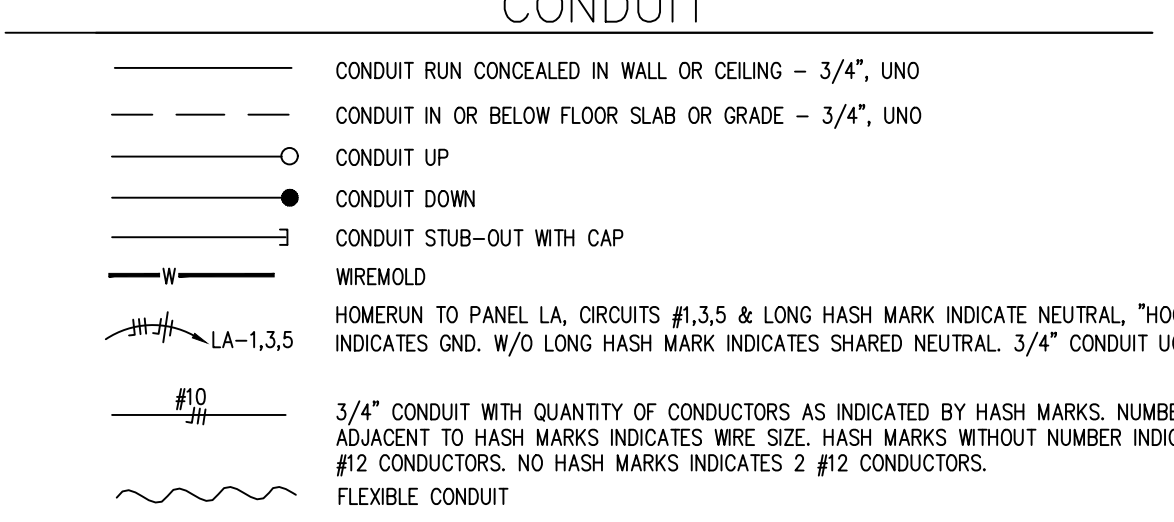 CONDUIT
CONDUIT RUN CONCEALED IN WALL OR CEILING – 3/4", UNO
CONDUIT IN OR BELOW FLOOR SLAB OR GRADE – 3/4", UNO
CONDUIT UP
CONDUIT DOWN
CONDUIT STUB–OUT WITH CAP
W WIREMOLD
HOMERUN TO PANEL LA, CIRCUITS #1,3,5 & LONG HASH MARK INDICATE NEUTRAL,
LA–1,3,5 INDICATES GND. W/O LONG HASH MARK INDICATES SHARED NEUTRAL. 3/4" CONDUIT
#10
3/4" CONDUIT WITH QUANTITY OF CONDUCTORS AS INDICATED BY HASH MARKS.
ADJACENT TO HASH MARKS INDICATES WIRE SIZE. HASH MARKS WITHOUT NUMBER
#12 CONDUCTORS. NO HASH MARKS INDICATES 2 #12 CONDUCTORS.
FLEXIBLE CONDUIT